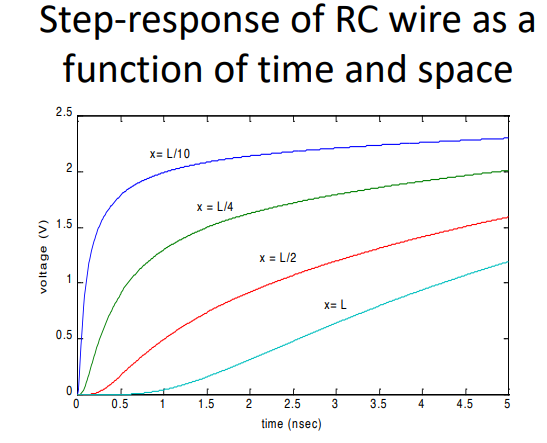 Step-response of RC wire as a
function of time and space
2.5
x= L/10
2
x = L/4
1.5
voltage (V)
x = L/2
1
x= L
0.5
0
0 0.5 1 1.5 2 2.5 3 3.5 4 4.5 5
time (nsec)